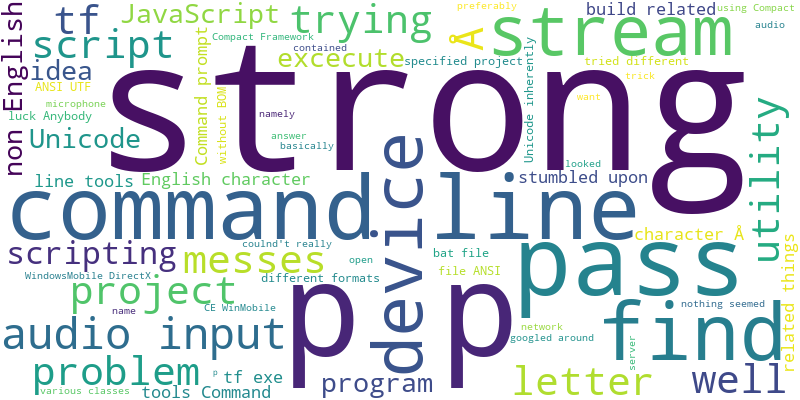 strong
command line
p p
stream
pass
find
device
audio input
problem
project
script
scripting
messes
letter
well
utility
trying
tf
idea
JavaScript
excecute
Unicode
non English
Å
program
Command prompt
build related
using Compact
preferably
audio
Compact Framework
contained
specified project
tried different
trick
want
ANSI UTF
microphone
luck Anybody
without BOM
namely
answer
basically
Unicode inherently
looked
line tools
English character
stumbled upon
character Å
related things
coulnd't really
bat file
file ANSI
open
WindowsMobile DirectX
different formats
CE WinMobile
name
nothing seemed
network
googled around
server
p
tf exe
various classes
tools Command